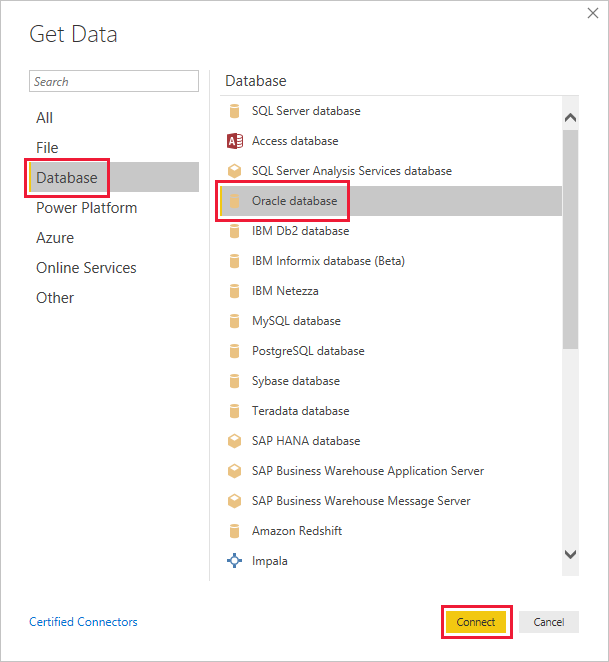 Get Data
Search
All
File
Database
Power Platform
Azure
Online Services
Other
Database
SQL Server database
Access database
SQL Server Analysis Services database
Oracle database
IBM Db2 database
IBM Informix database (Beta)
IBM Netezza
MySQL database
PostgreSQL database
Sybase database
Teradata database
SAP HANA database
SAP Business Warehouse Application Server
SAP Business Warehouse Message Server
Amazon Redshift
Impala
Certified Connectors
Connect
Cancel